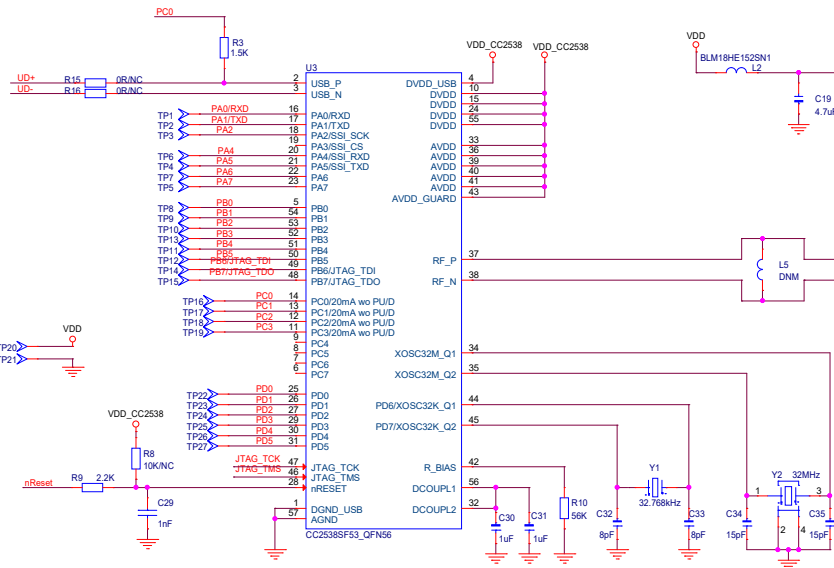 PC0
R3
1.5K
VDD_CC2538
VDD_CC2538
VDD
BLM18HE152SN1
L2
C19
4.7uF
U3
UD+
R15
0R/NC
2
USB_P
UD-
R16
0R/NC
3
USB_N
DVDD_USB
4
DVDD
10
DVDD
15
DVDD
24
DVDD
55
TP1
PA0/RXD
16
PA0/RXD
TP2
PA1/TXD
17
PA1/TXD
TP3
PA2
18
PA2/SSI_SCK
19
PA3/SSI_CS
TP6
PA4
20
PA4/SSI_RXD
TP4
PA5
21
PA5/SSI_TXD
TP7
PA6
22
PA6
TP5
PA7
23
PA7
AVDD
33
AVDD
36
AVDD
39
AVDD
40
AVDD
41
AVDD_GUARD
43
TP8
PB0
5
PB0
TP9
PB1
54
PB1
TP10
PB2
53
PB2
TP13
PB3
52
PB3
TP11
PB4
51
PB4
TP12
PB5
50
PB5
TP14
PB6/JTAG_TDI
49
PB6/JTAG_TDI
TP15
PB7/JTAG_TDO
48
PB7/JTAG_TDO
RF_P
37
RF_N
38
L5
DNM
TP16
PC0
14
PC0/20mA wo PU/D
TP17
PC1
13
PC1/20mA wo PU/D
TP18
PC2
12
PC2/20mA wo PU/D
TP19
PC3
11
PC3/20mA wo PU/D
9
PC4
8
PC5
7
PC6
6
PC7
VDD
TP20
TP21
XOSC32M_Q1
34
XOSC32M_Q2
35
TP22
PD0
25
PD0
TP23
PD1
26
PD1
TP24
PD2
27
PD2
TP25
PD3
29
PD3
TP26
PD4
30
PD4
TP27
PD5
31
PD5
PD6/XOSC32K_Q1
44
PD7/XOSC32K_Q2
45
VDD_CC2538
R8
10K/NC
JTAG_TCK
47
JTAG_TCK
JTAG_TMS
46
JTAG_TMS
nReset
R9
2.2K
28
nRESET
C29
1nF
1
DGND_USB
57
AGND
R_BIAS
42
DCOUPL1
56
DCOUPL2
32
CC2538SF53_QFN56
C30
1uF
C31
1uF
R10
56K
C32
8pF
Y1
32.768kHz
C33
8pF
Y2
32MHz
1
3
2
4
C34
15pF
C35
15pF